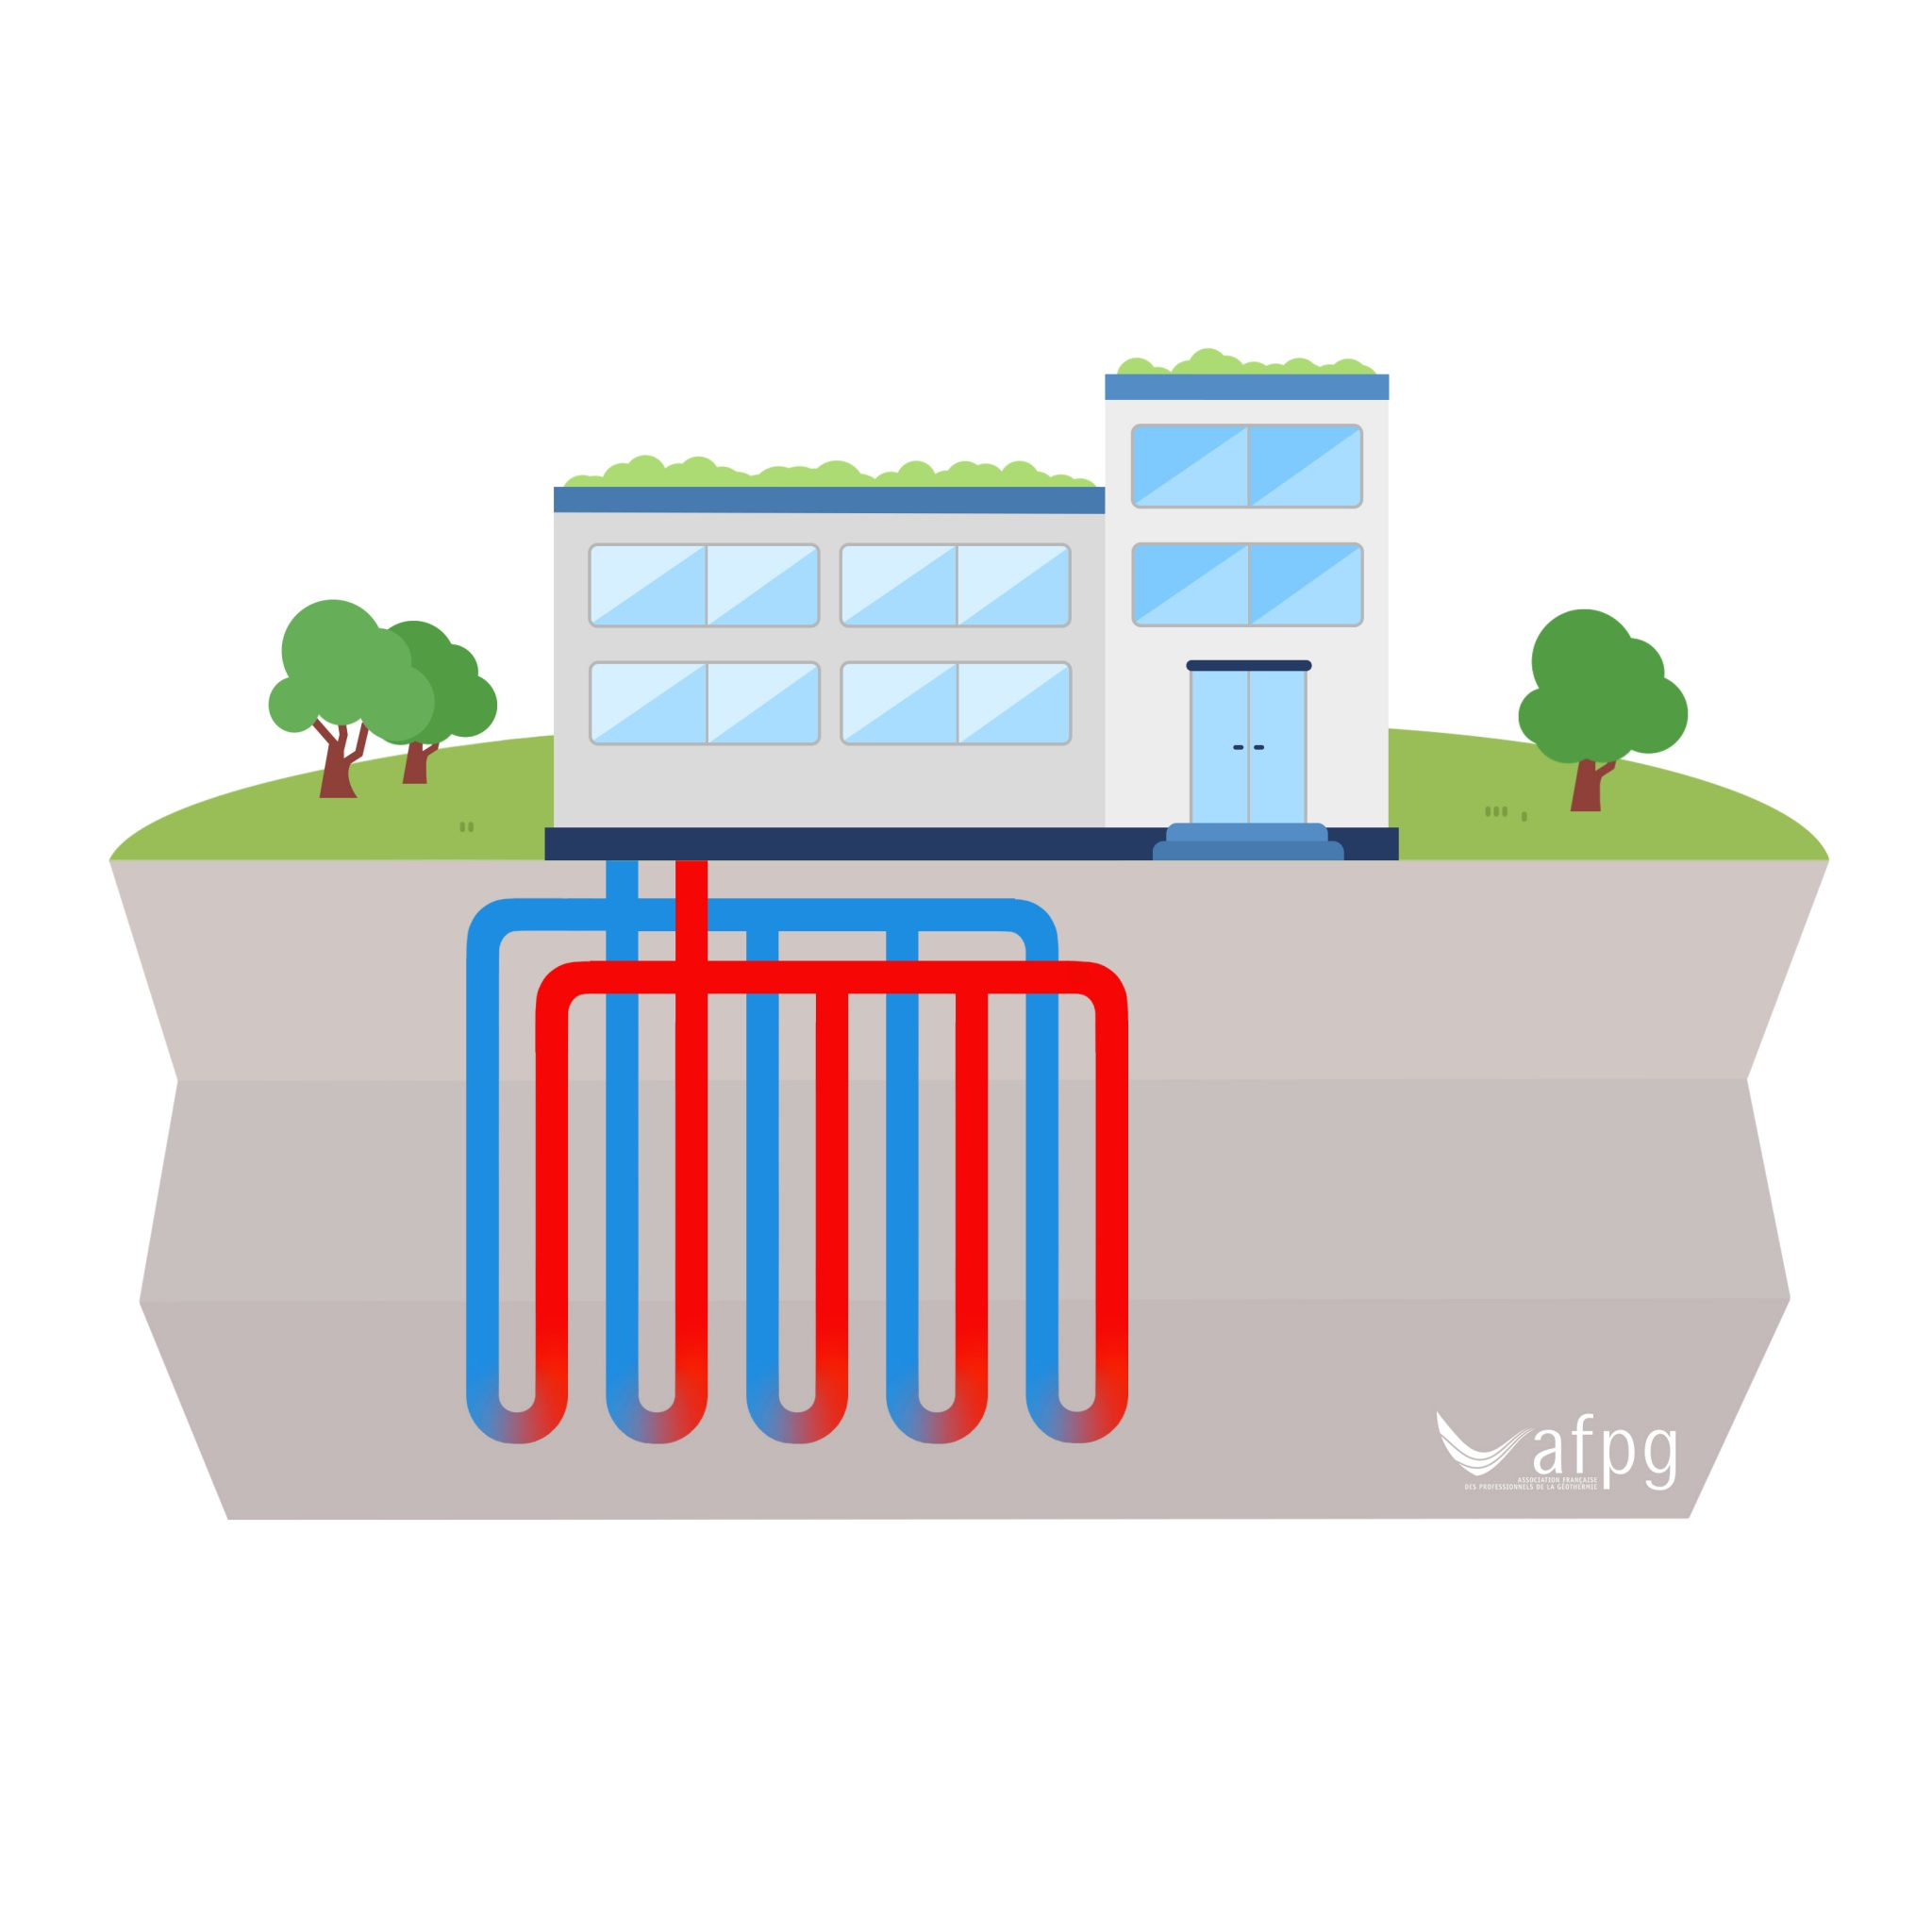 afpg
ASSOCIATION FRANÇAISE
DES PROFESSIONNELS DE LA GÉOTHERMIE